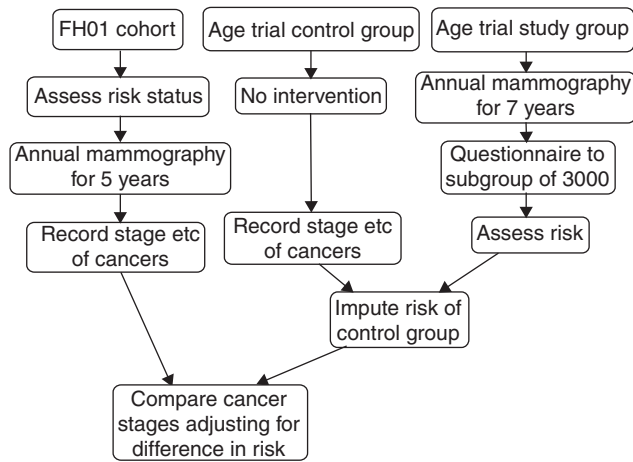 FH01 cohort
Assess risk status
Annual mammography
for 5 years
Record stage etc
of cancers
Age trial control group
No intervention
Record stage etc
of cancers
Age trial study group
Annual mammography
for 7 years
Questionnaire to
subgroup of 3000
Assess risk
Impute risk of
control group
Compare cancer
stages adjusting for
difference in risk